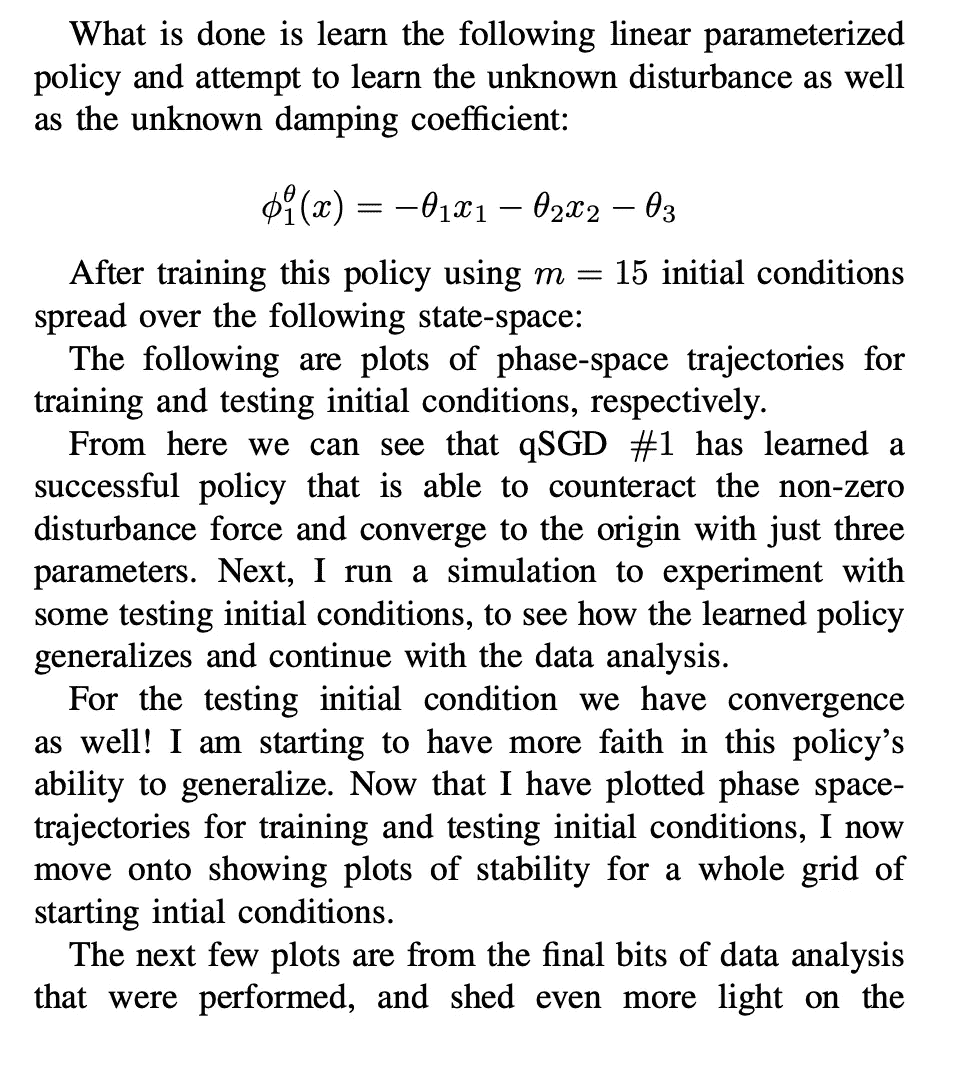 What is done is learn the following linear parameterized
policy and attempt to learn the unknown disturbance as well
as the unknown damping coefficient:
ϕ₁^θ(x) = −θ₁x₁ − θ₂x₂ − θ₃
After training this policy using m = 15 initial conditions
spread over the following state-space:
The following are plots of phase-space trajectories for
training and testing initial conditions, respectively.
From here we can see that qSGD #1 has learned a
successful policy that is able to counteract the non-zero
disturbance force and converge to the origin with just three
parameters. Next, I run a simulation to experiment with
some testing initial conditions, to see how the learned policy
generalizes and continue with the data analysis.
For the testing initial condition we have convergence
as well! I am starting to have more faith in this policy’s
ability to generalize. Now that I have plotted phase space-
trajectories for training and testing initial conditions, I now
move onto showing plots of stability for a whole grid of
starting intial conditions.
The next few plots are from the final bits of data analysis
that were performed, and shed even more light on the